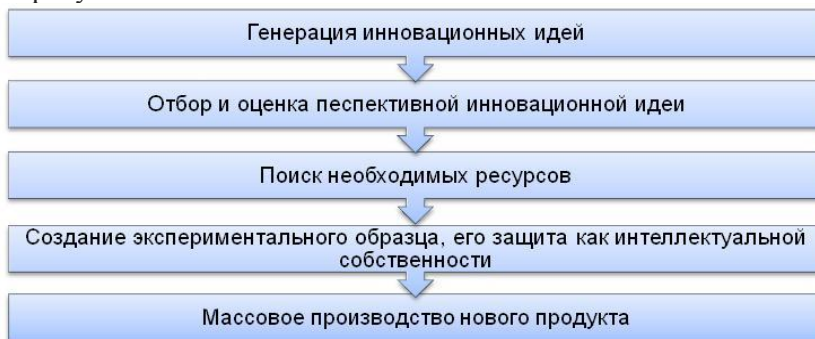 Генерация инновационных идей
Отбор и оценка песпективной инновационной идеи
Поиск необходимых ресурсов
Создание экспериментального образца, его защита как интеллектуальной
собственности
Массовое производство нового продукта